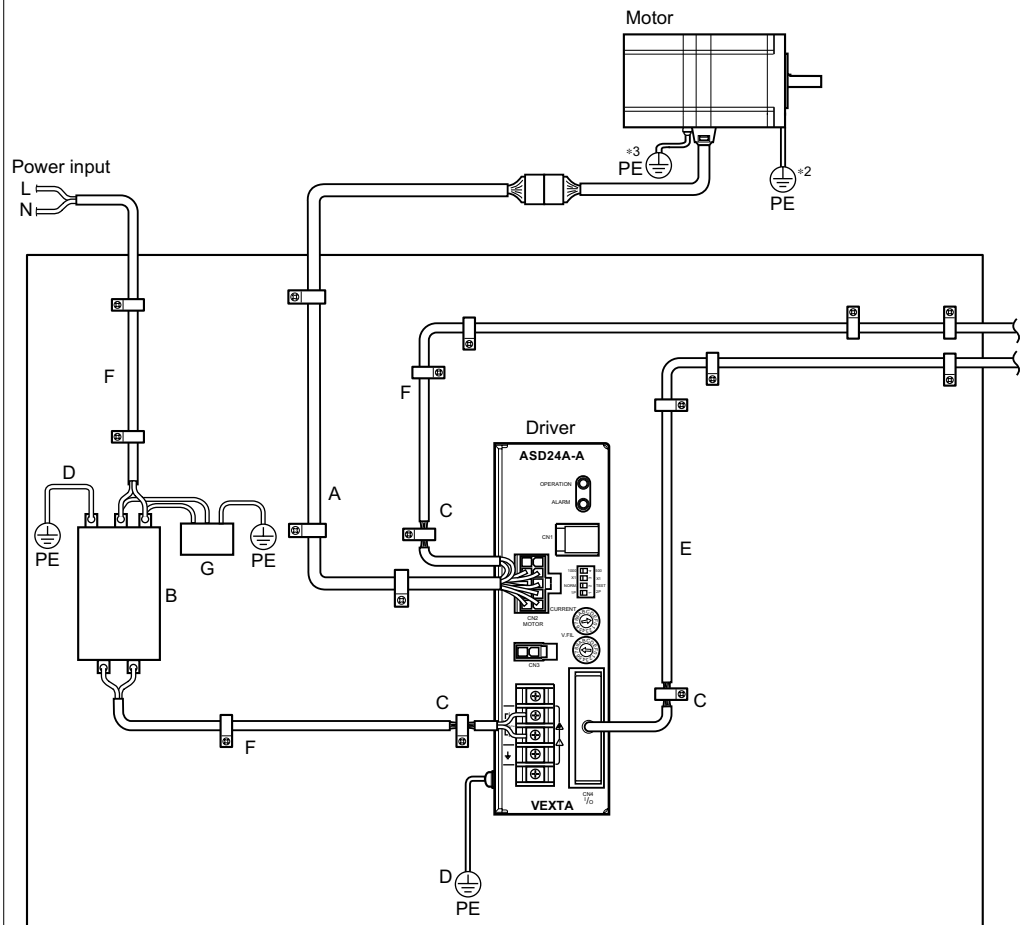 Motor
*3
PE
*2
PE
Power input
L
N
F
F
Driver
ASD24A-A
OPERATION
ALARM
D
A
C
CN1
E
PE
G
PE
B
CN2
MOTOR
CURRENT
V.FIL
CN3
C
C
F
CN4
I/O
VEXTA
D
PE